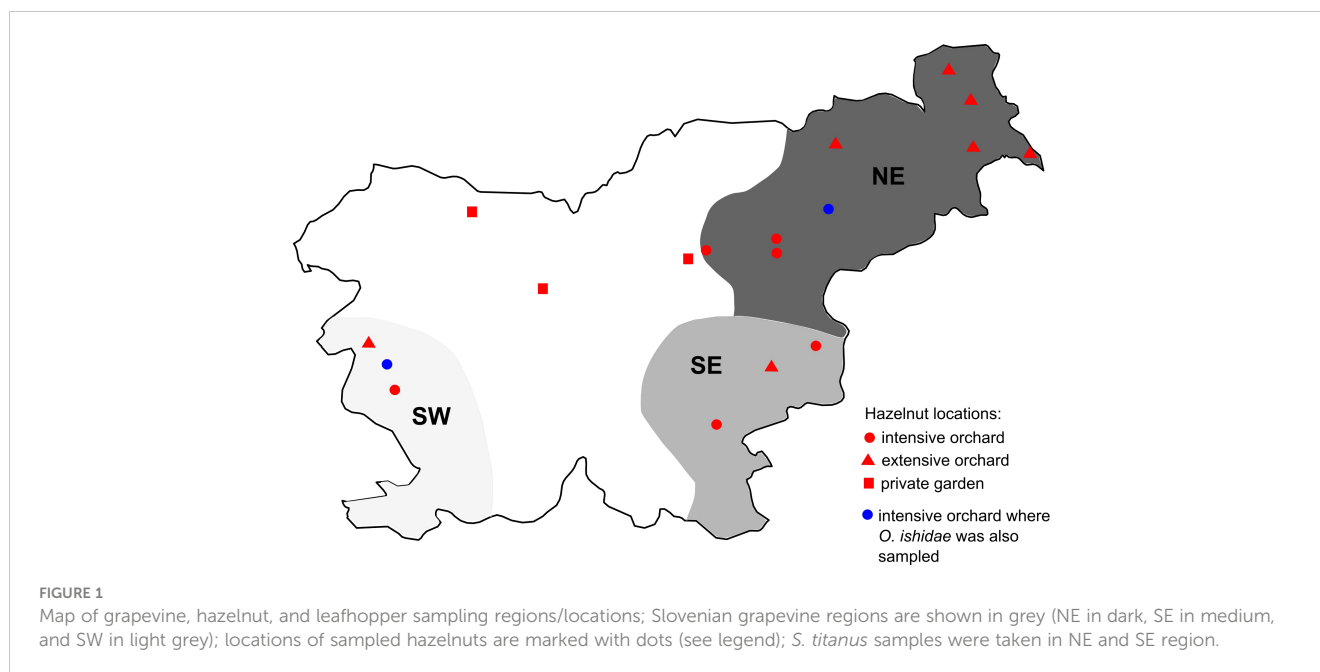 NE
SE
SW
Hazelnut locations:
intensive orchard
extensive orchard
private garden
intensive orchard where
O. ishidae was also
sampled
FIGURE 1
Map of grapevine, hazelnut, and leafhopper sampling regions/locations; Slovenian grapevine regions are shown in grey (NE in dark, SE in medium,
and SW in light grey); locations of sampled hazelnuts are marked with dots (see legend); S. titanus samples were taken in NE and SE region.